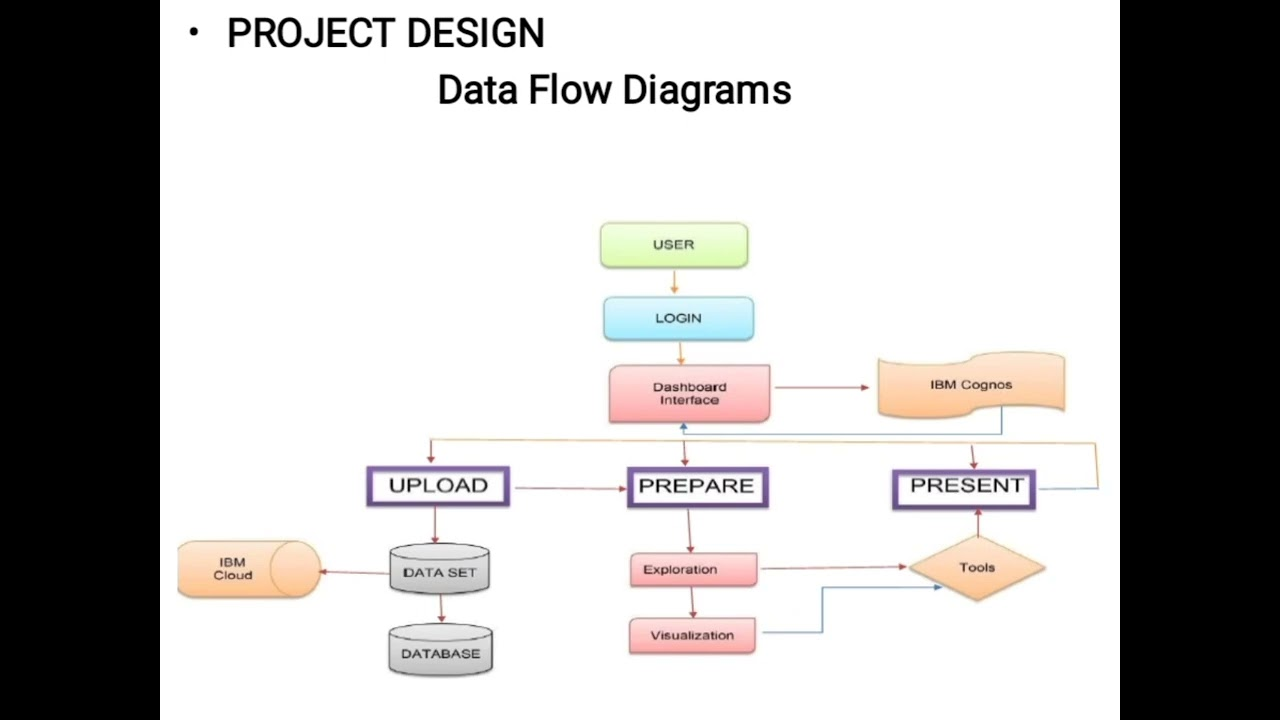 • PROJECT DESIGN
Data Flow Diagrams
USER
LOGIN
Dashboard
Interface
IBM Cognos
UPLOAD
PREPARE
PRESENT
IBM
Cloud
DATA SET
Exploration
Tools
Visualization
DATABASE